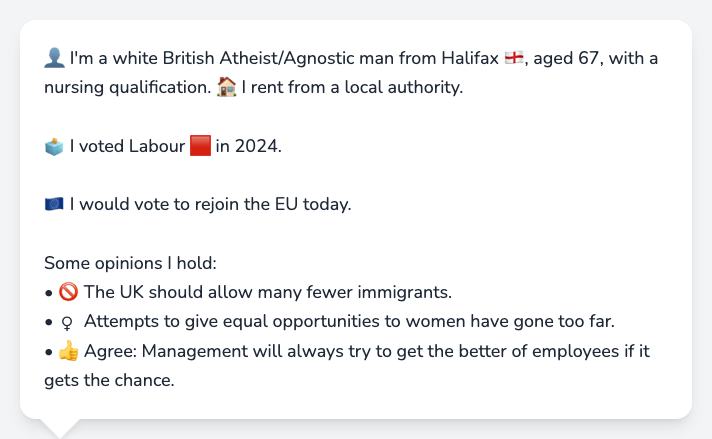 👤 I'm a white British Atheist/Agnostic man from Halifax 🏴󠁧󠁢󠁥󠁮󠁧󠁿, aged 67, with a
nursing qualification. 🏠 I rent from a local authority.
🗳️ I voted Labour 🟥 in 2024.
🇪🇺 I would vote to rejoin the EU today.
Some opinions I hold:
• 🚫 The UK should allow many fewer immigrants.
• ♀ Attempts to give equal opportunities to women have gone too far.
• 👍 Agree: Management will always try to get the better of employees if it
gets the chance.